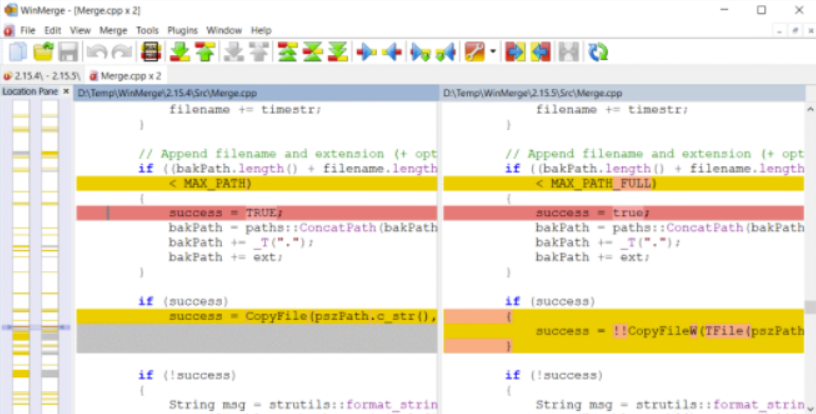 WinMerge - [Merge.cpp x 2]
File Edit View Merge Tools Plugins Window Help
2.15.4\ - 2.15.5\ Merge.cpp x 2
Location Pane × D:\Temp\WinMerge\2.15.4\Src\Merge.cpp D:\Temp\WinMerge\2.15.5\Src\Merge.cpp
filename += timestr;
}
// Append filename and extension (+ opt
if ((bakPath.length() + filename.length
< MAX_PATH)
{
success = TRUE;
bakPath = paths::ConcatPath(bakPath
bakPath += _T(".");
bakPath += ext;
}
if (success)
success = CopyFile(pszPath.c_str(),
if (!success)
{
String msg = strutils::format_strin
filename += timestr;
}
// Append filename and extension (+ opt
if ((bakPath.length() + filename.length
< MAX_PATH_FULL)
{
success = true;
bakPath = paths::ConcatPath(bakPath
bakPath += _T(".");
bakPath += ext;
}
if (success)
{
success = !!CopyFileW(TFile(pszPath
}
if (!success)
{
String msg = strutils::format_strin